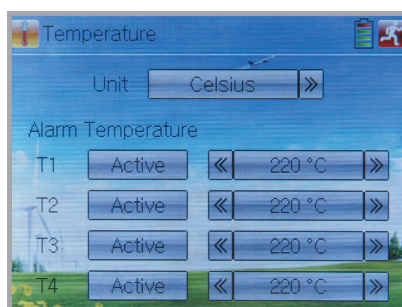 Temperature
Unit Celsius »
Alarm Temperature
T1 Active « 220 °C »
T2 Active « 220 °C »
T3 Active « 220 °C »
T4 Active « 220 °C »